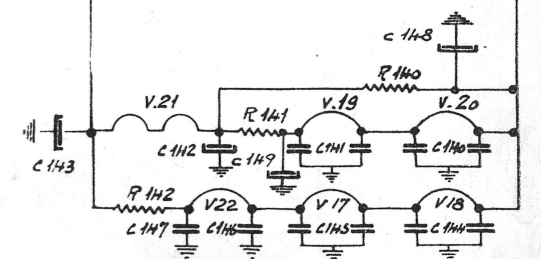 C 148
R 140
V.21
R 141
V.19
V.20
C 142
C 149
C 141
C 140
C 143
R 142
V22
V 17
V 18
C 147
C 146
C 145
C 144